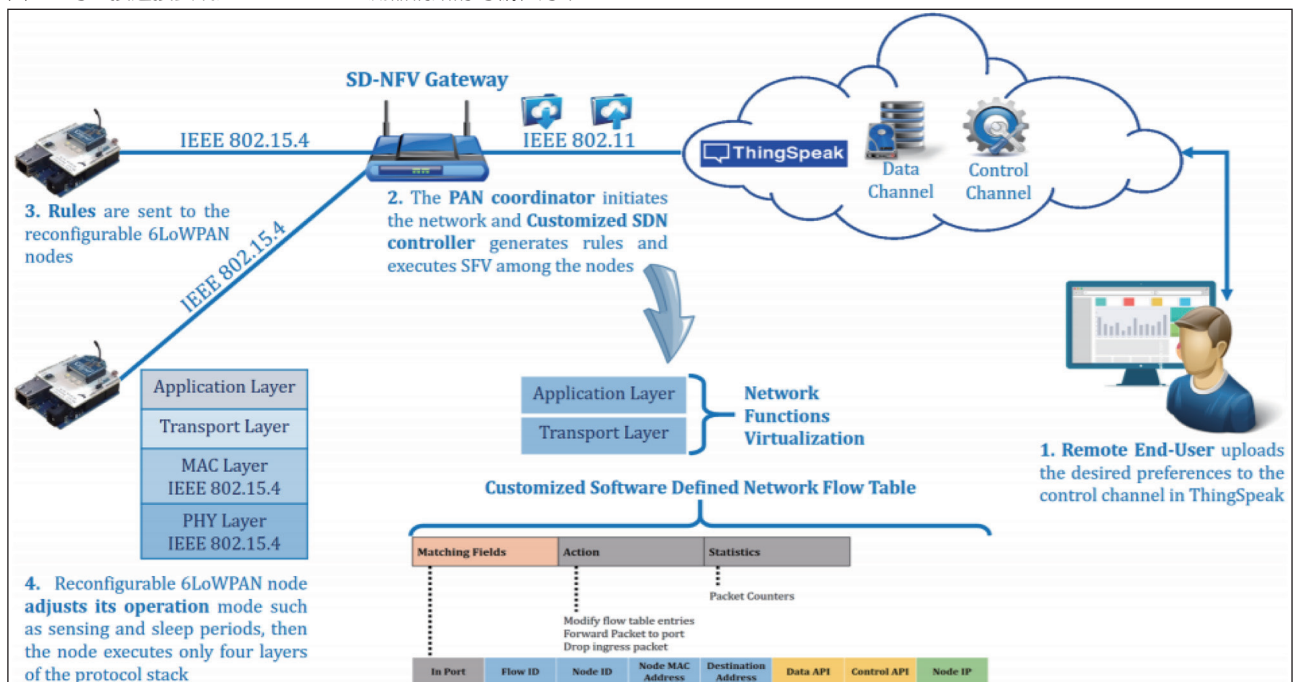 SD-NFV Gateway
IEEE 802.15.4
IEEE 802.11
ThingSpeak
Data
Channel
Control
Channel
3. Rules are sent to the
reconfigurable 6LoWPAN
nodes
2. The PAN coordinator initiates
the network and Customized SDN
controller generates rules and
executes SFV among the nodes
IEEE 802.15.4
Application Layer
Transport Layer
MAC Layer
IEEE 802.15.4
PHY Layer
IEEE 802.15.4
Application Layer
Transport Layer
Network
Functions
Virtualization
1. Remote End-User uploads
the desired preferences to the
control channel in ThingSpeak
4. Reconfigurable 6LoWPAN node
adjusts its operation mode such
as sensing and sleep periods, then
the node executes only four layers
of the protocol stack
Customized Software Defined Network Flow Table
Matching Fields
Action
Statistics
Packet Counters
Modify flow table entries
Forward Packet to port
Drop ingress packet
In Port
Flow ID
Node ID
Node MAC
Address
Destination
Address
Data API
Control API
Node IP